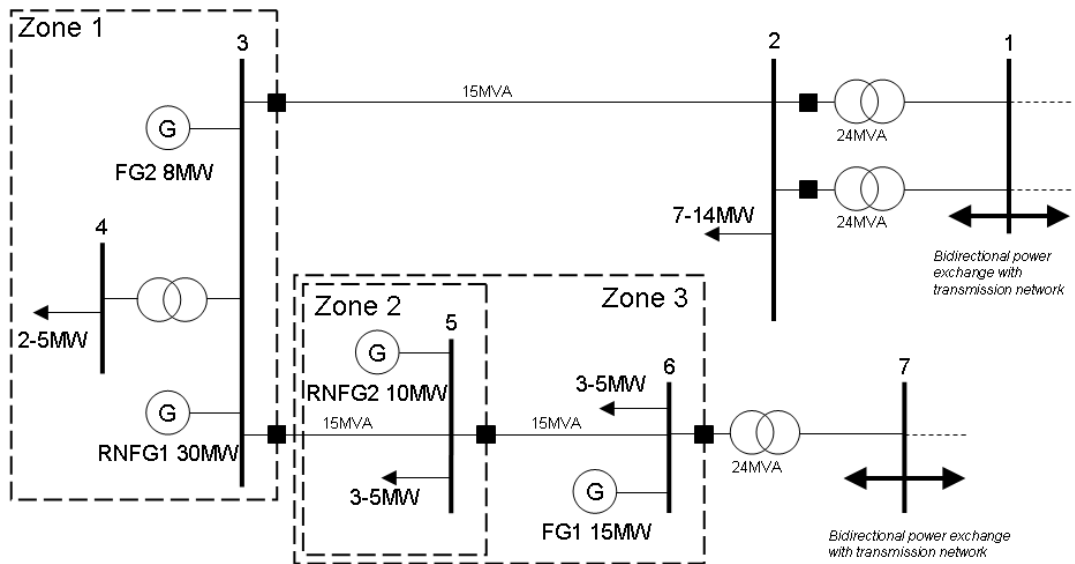 Zone 1
3
2
1
15MVA
G
FG2 8MW
24MVA
4
24MVA
7-14MW
Bidirectional power
exchange with
transmission network
Zone 2
5
Zone 3
2-5MW
G
RNFG2 10MW
6
7
3-5MW
G
RNFG1 30MW
15MVA
15MVA
24MVA
3-5MW
G
FG1 15MW
Bidirectional power exchange
with transmission network